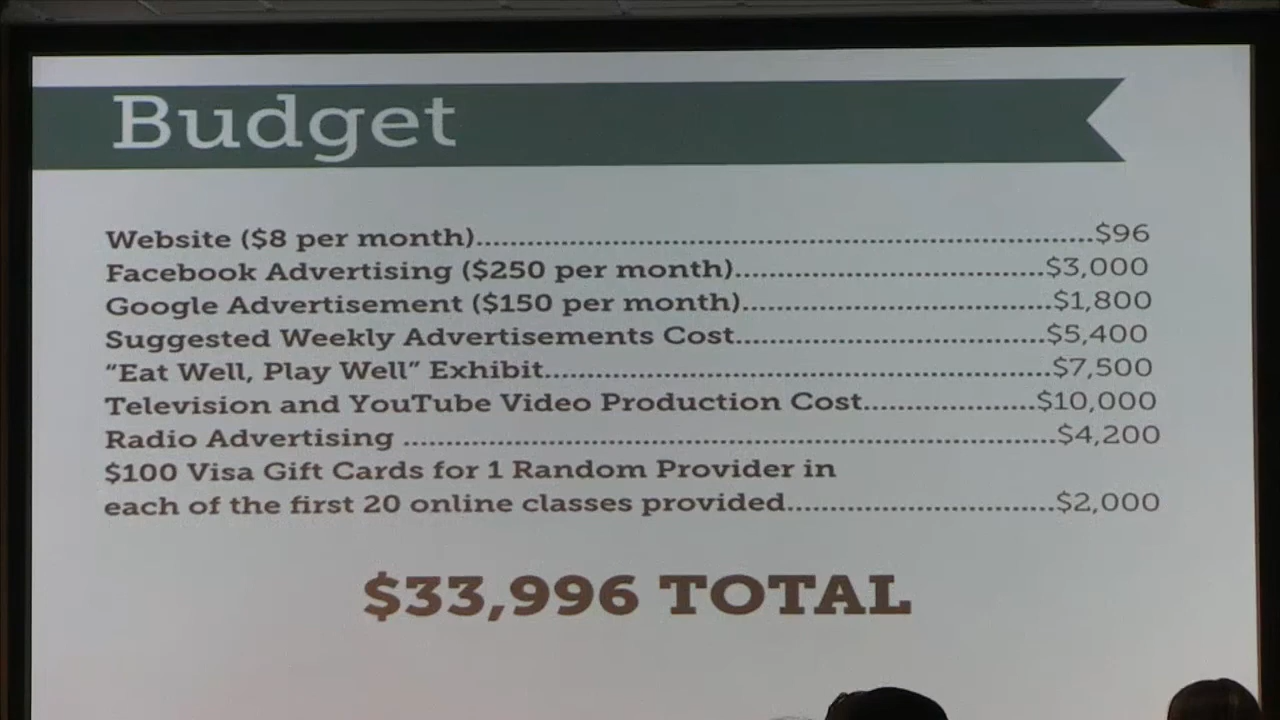 Budget
Website ($8 per month)..........................................................................$96
Facebook Advertising ($250 per month).....................................$3,000
Google Advertisement ($150 per month).....................................$1,800
Suggested Weekly Advertisements Cost.....................................$5,400
“Eat Well, Play Well” Exhibit.............................................................$7,500
Television and YouTube Video Production Cost.....................$10,000
Radio Advertising ..............................................................................$4,200
$100 Visa Gift Cards for 1 Random Provider in
each of the first 20 online classes provided................................$2,000
$33,996 TOTAL